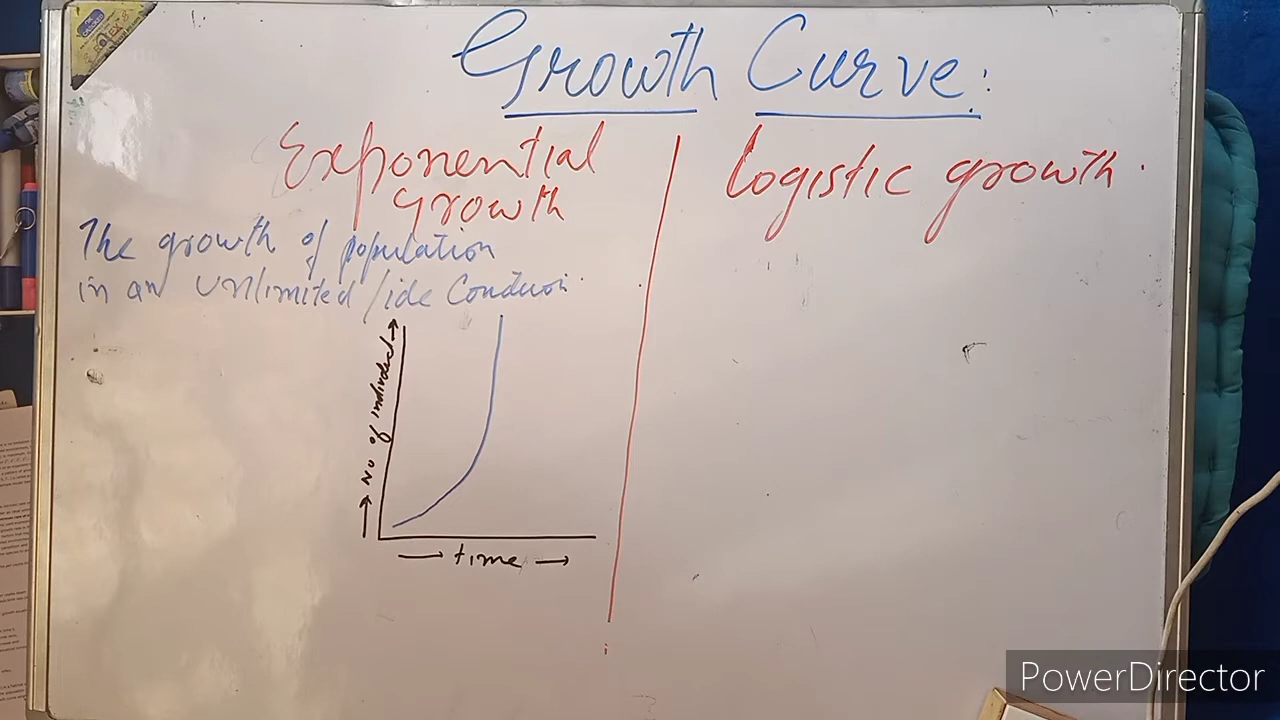 Growth Curve:
Exponential
growth
The growth of population
in an unlimited/ide Condition
→ No of individual →
→ time →
Logistic growth.
PowerDirector